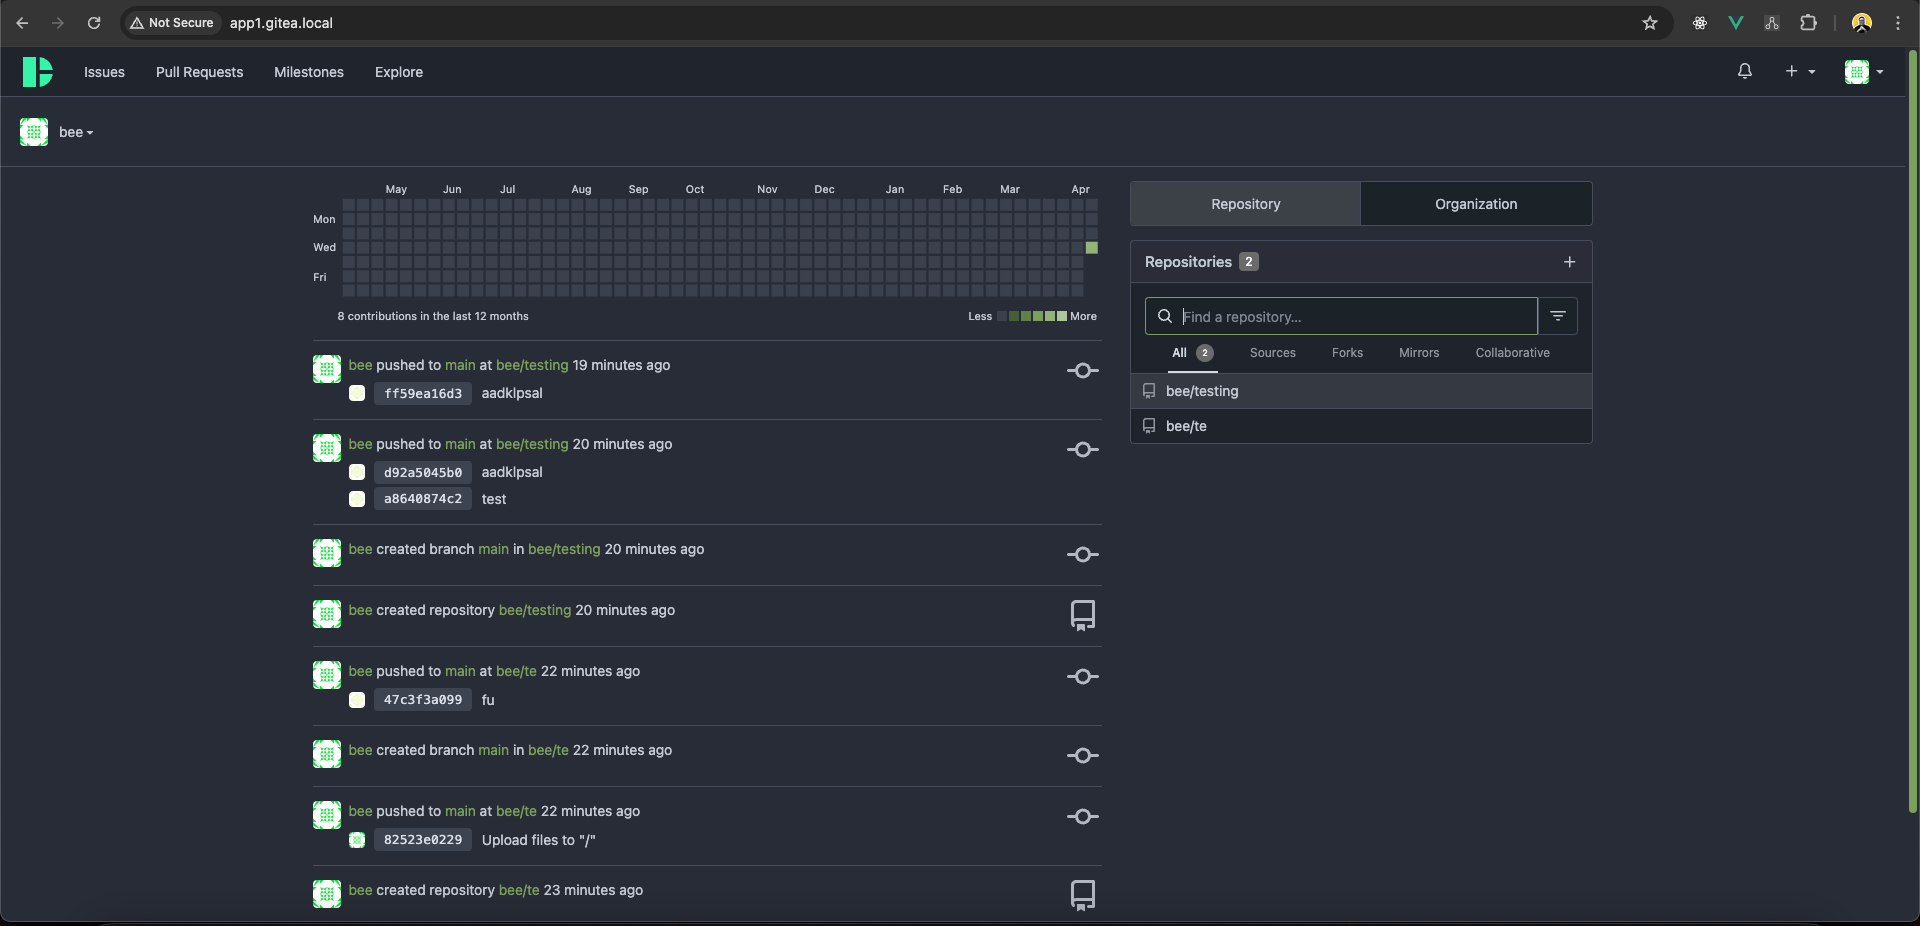 Not Secure app1.gitea.local
Issues Pull Requests Milestones Explore
bee
May Jun Jul Aug Sep Oct Nov Dec Jan Feb Mar Apr
Mon
Wed
Fri
8 contributions in the last 12 months Less More
bee pushed to main at bee/testing 19 minutes ago
ff59ea16d3 aadklpsal
bee pushed to main at bee/testing 20 minutes ago
d92a5045b0 aadklpsal
a8640874c2 test
bee created branch main in bee/testing 20 minutes ago
bee created repository bee/testing 20 minutes ago
bee pushed to main at bee/te 22 minutes ago
47c3f3a099 fu
bee created branch main in bee/te 22 minutes ago
bee pushed to main at bee/te 22 minutes ago
82523e0229 Upload files to "/"
bee created repository bee/te 23 minutes ago
Repository Organization
Repositories 2
Find a repository...
All 2 Sources Forks Mirrors Collaborative
bee/testing
bee/te